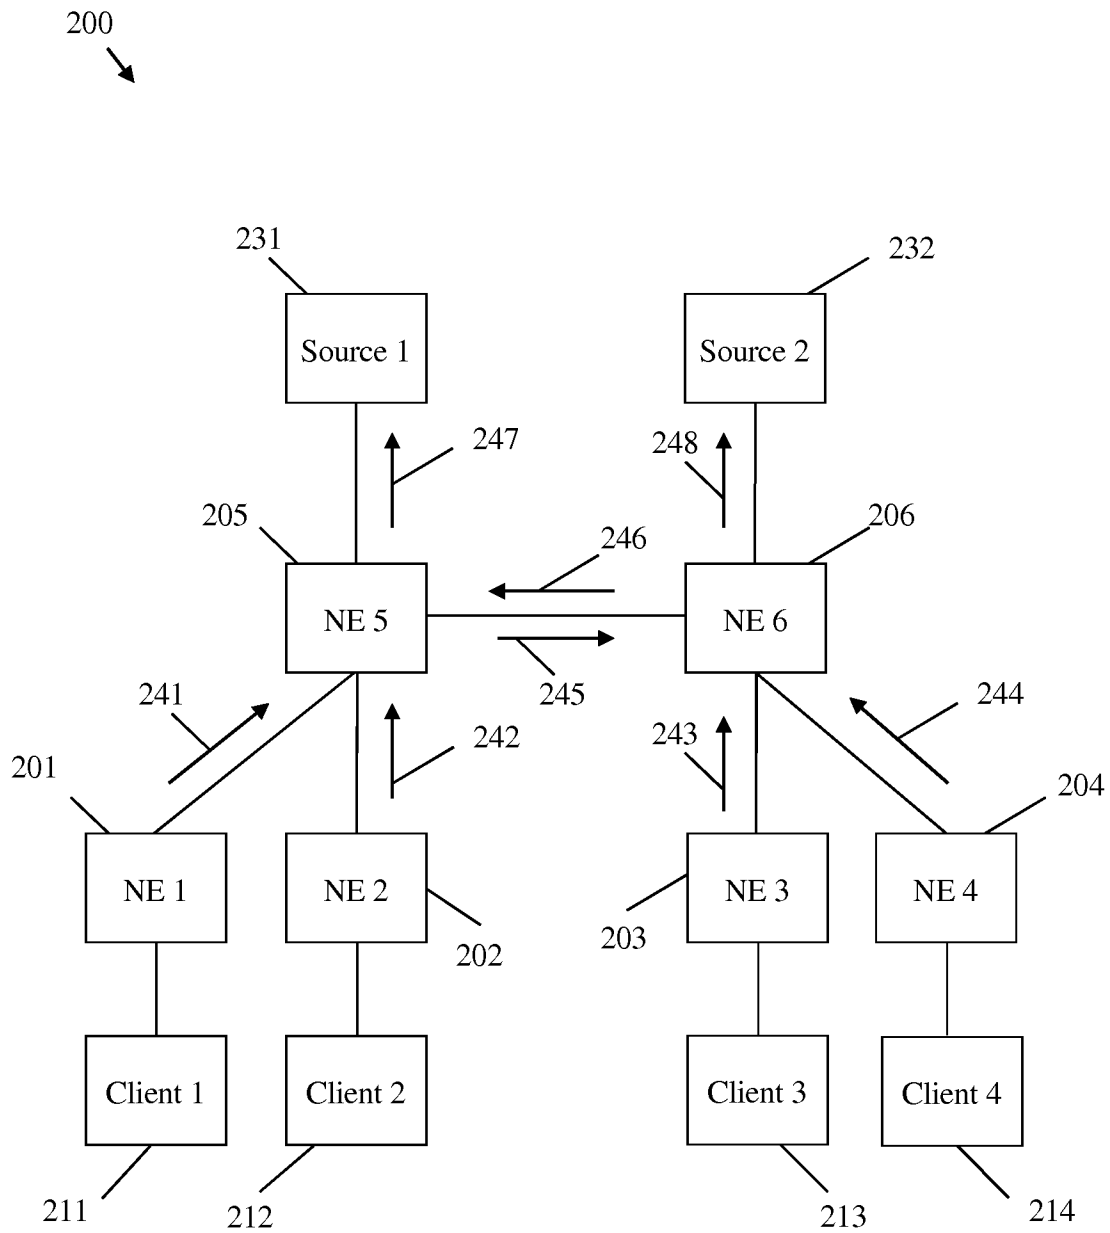 200
231
232
Source 1
Source 2
247
248
205
206
246
NE 5
NE 6
241
245
244
242
243
201
204
NE 1
NE 2
NE 3
NE 4
202
203
Client 1
Client 2
Client 3
Client 4
211
212
213
214